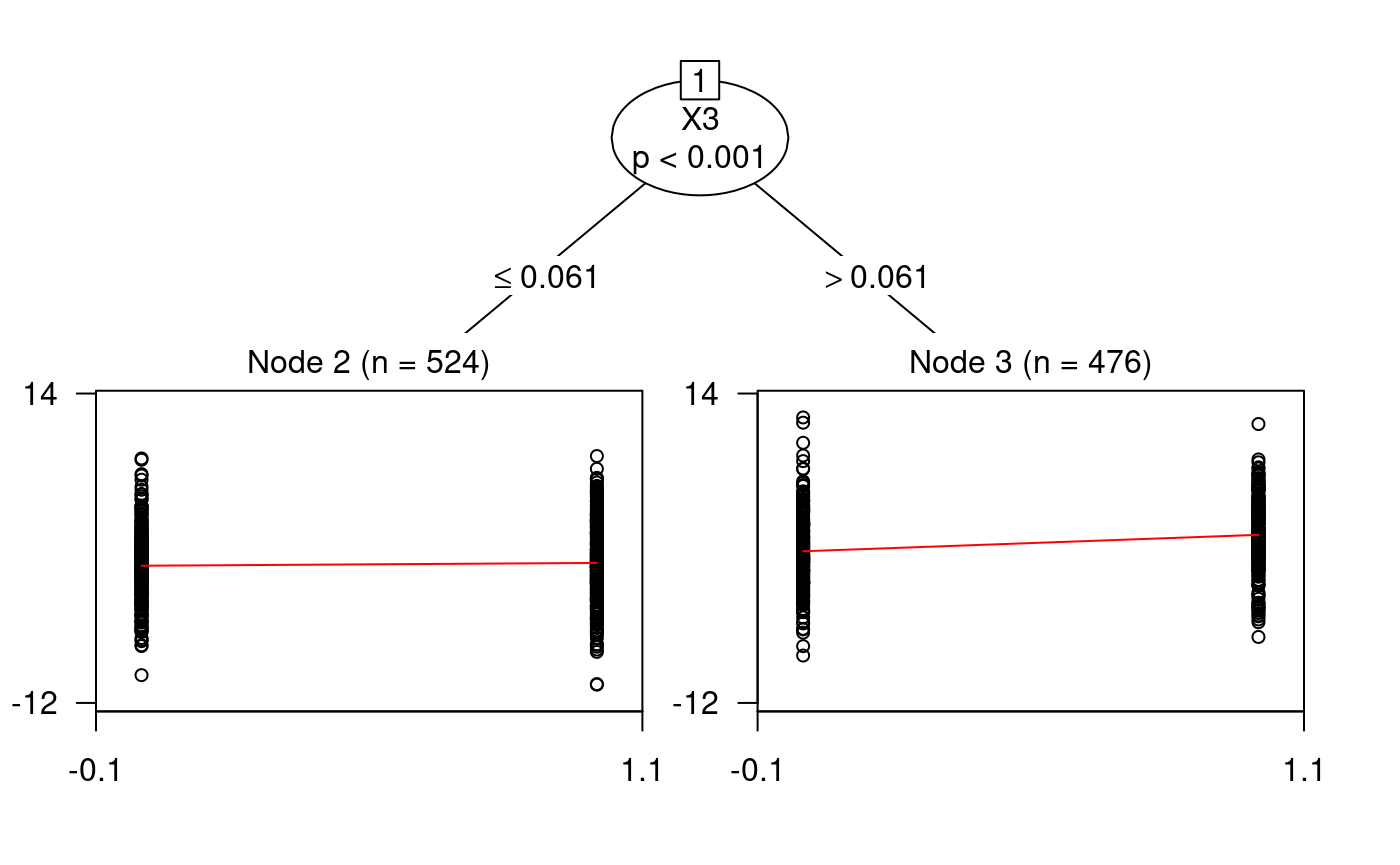 1
X3
p < 0.001
≤ 0.061
> 0.061
Node 2 (n = 524)
14
-12
-0.1
1.1
Node 3 (n = 476)
14
-12
-0.1
1.1